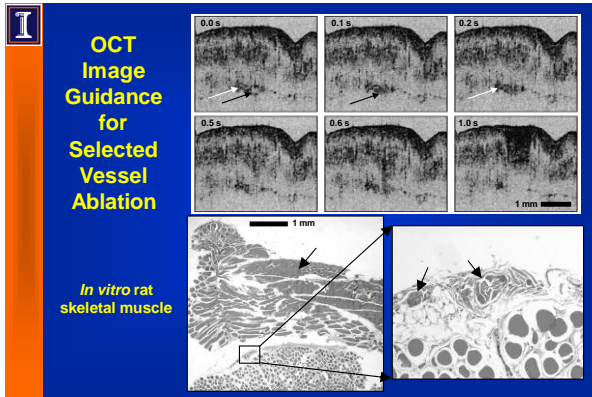 I
OCT
Image
Guidance
for
Selected
Vessel
Ablation
In vitro rat
skeletal muscle
0.0 s
0.1 s
0.2 s
0.5 s
0.6 s
1.0 s
1 mm
1 mm